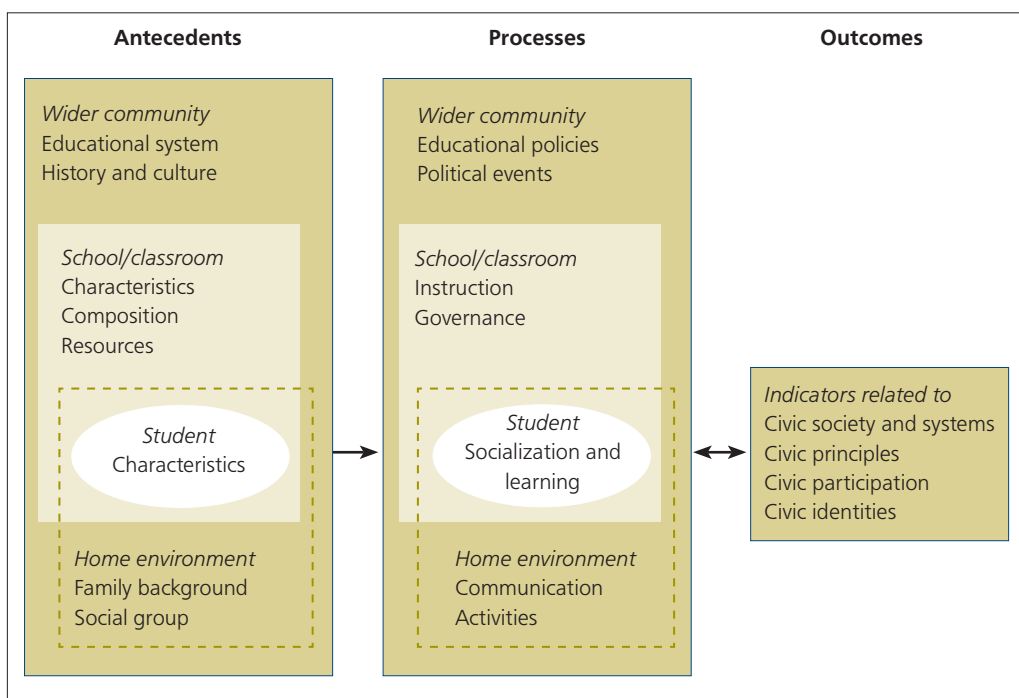 Antecedents
Processes
Outcomes
Wider community
Educational system
History and culture
School/classroom
Characteristics
Composition
Resources
Student
Characteristics
Home environment
Family background
Social group
Wider community
Educational policies
Political events
School/classroom
Instruction
Governance
Student
Socialization and
learning
Home environment
Communication
Activities
Indicators related to
Civic society and systems
Civic principles
Civic participation
Civic identities